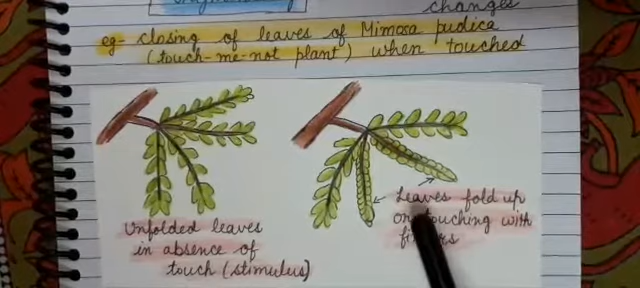 changes
eg- closing of leaves of Mimosa pudica
(touch-me-not plant) when touched
Unfolded leaves
in absence of
touch (stimulus)
Leaves fold up
on touching with